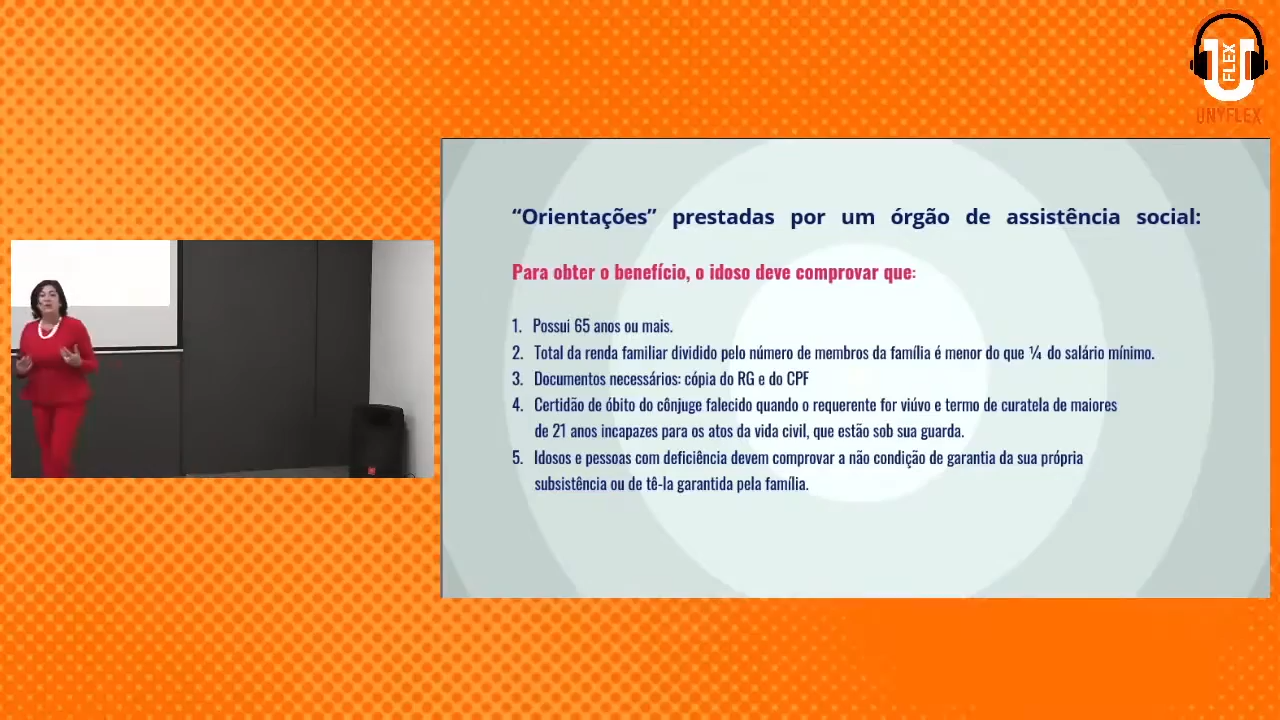 FLEX
UNYFLEX
“Orientações” prestadas por um órgão de assistência social:
Para obter o benefício, o idoso deve comprovar que:
1. Possui 65 anos ou mais.
2. Total da renda familiar dividido pelo número de membros da família é menor do que ¼ do salário mínimo.
3. Documentos necessários: cópia do RG e do CPF
4. Certidão de óbito do cônjuge falecido quando o requerente for viúvo e termo de curatela de maiores
de 21 anos incapazes para os atos da vida civil, que estão sob sua guarda.
5. Idosos e pessoas com deficiência devem comprovar a não condição de garantia da sua própria
subsistência ou de tê-la garantida pela família.